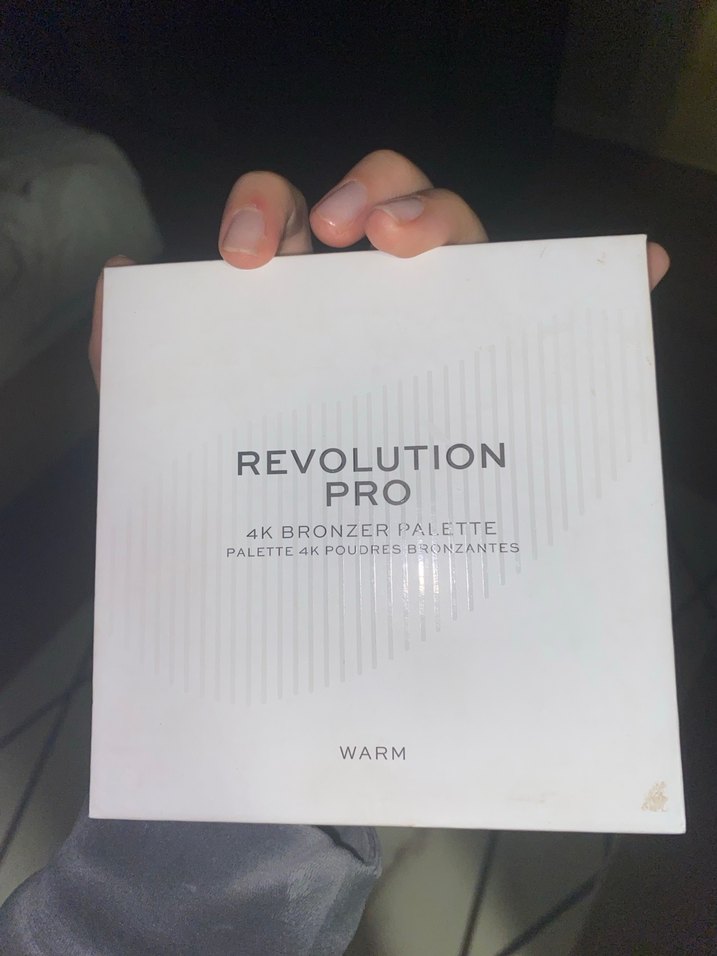 REVOLUTION
PRO
4K BRONZER PALETTE
PALETTE 4K POUDRES BRONZANTES
WARM